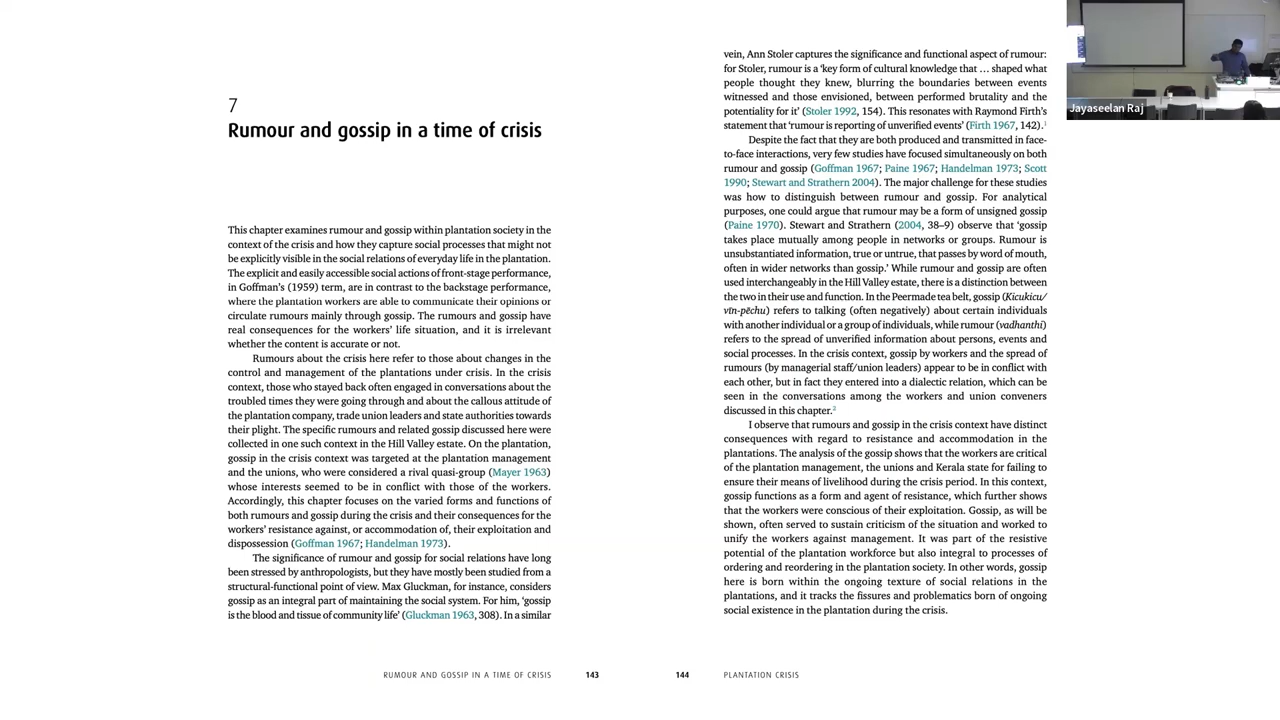 7
Rumour and gossip in a time of crisis
This chapter examines rumour and gossip within plantation society in the
context of the crisis and how they capture social processes that might not
be explicitly visible in the social relations of everyday life in the plantation.
The explicit and easily accessible social actions of front-stage performance,
in Goffman’s (1959) term, are in contrast to the backstage performance,
where the plantation workers are able to communicate their opinions or
circulate rumours mainly through gossip. The rumours and gossip have
real consequences for the workers’ life situation, and it is irrelevant
whether the content is accurate or not.
Rumours about the crisis here refer to those about changes in the
control and management of the plantations under crisis. In the crisis
context, those who stayed back often engaged in conversations about the
troubled times they were going through and about the callous attitude of
the plantation company, trade union leaders and state authorities towards
their plight. The specific rumours and related gossip discussed here were
collected in one such context in the Hill Valley estate. On the plantation,
gossip in the crisis context was targeted at the plantation management
and the unions, who were considered a rival quasi-group (Mayer 1963)
whose interests seemed to be in conflict with those of the workers.
Accordingly, this chapter focuses on the varied forms and functions of
both rumours and gossip during the crisis and their consequences for the
workers’ resistance against, or accommodation of, their exploitation and
dispossession (Goffman 1967; Handelman 1973).
The significance of rumour and gossip for social relations have long
been stressed by anthropologists, but they have mostly been studied from a
structural-functional point of view. Max Gluckman, for instance, considers
gossip as an integral part of maintaining the social system. For him, ‘gossip
is the blood and tissue of community life’ (Gluckman 1963, 308). In a similar
RUMOUR AND GOSSIP IN A TIME OF CRISIS 143
vein, Ann Stoler captures the significance and functional aspect of rumour:
for Stoler, rumour is a ‘key form of cultural knowledge that … shaped what
people thought they knew, blurring the boundaries between events
witnessed and those envisioned, between performed brutality and the
potentiality for it’ (Stoler 1992, 154). This resonates with Raymond Firth’s
statement that ‘rumour is reporting of unverified events’ (Firth 1967, 142).¹
Despite the fact that they are both produced and transmitted in face-
to-face interactions, very few studies have focused simultaneously on both
rumour and gossip (Goffman 1967; Paine 1967; Handelman 1973; Scott
1990; Stewart and Strathern 2004). The major challenge for these studies
was how to distinguish between rumour and gossip. For analytical
purposes, one could argue that rumour may be a form of unsigned gossip
(Paine 1970). Stewart and Strathern (2004, 38–9) observe that ‘gossip
takes place mutually among people in networks or groups. Rumour is
unsubstantiated information, true or untrue, that passes by word of mouth,
often in wider networks than gossip.’ While rumour and gossip are often
used interchangeably in the Hill Valley estate, there is a distinction between
the two in their use and function. In the Peermade tea belt, gossip (Kicukicu/
vīn-pēchu) refers to talking (often negatively) about certain individuals
with another individual or a group of individuals, while rumour (vadhanthi)
refers to the spread of unverified information about persons, events and
social processes. In the crisis context, gossip by workers and the spread of
rumours (by managerial staff/union leaders) appear to be in conflict with
each other, but in fact they entered into a dialectic relation, which can be
seen in the conversations among the workers and union conveners
discussed in this chapter.²
I observe that rumours and gossip in the crisis context have distinct
consequences with regard to resistance and accommodation in the
plantations. The analysis of the gossip shows that the workers are critical
of the plantation management, the unions and Kerala state for failing to
ensure their means of livelihood during the crisis period. In this context,
gossip functions as a form and agent of resistance, which further shows
that the workers were conscious of their exploitation. Gossip, as will be
shown, often served to sustain criticism of the situation and worked to
unify the workers against management. It was part of the resistive
potential of the plantation workforce but also integral to processes of
ordering and reordering in the plantation society. In other words, gossip
here is born within the ongoing texture of social relations in the
plantations, and it tracks the fissures and problematics born of ongoing
social existence in the plantation during the crisis.
144 PLANTATION CRISIS
Jayaseelan Raj